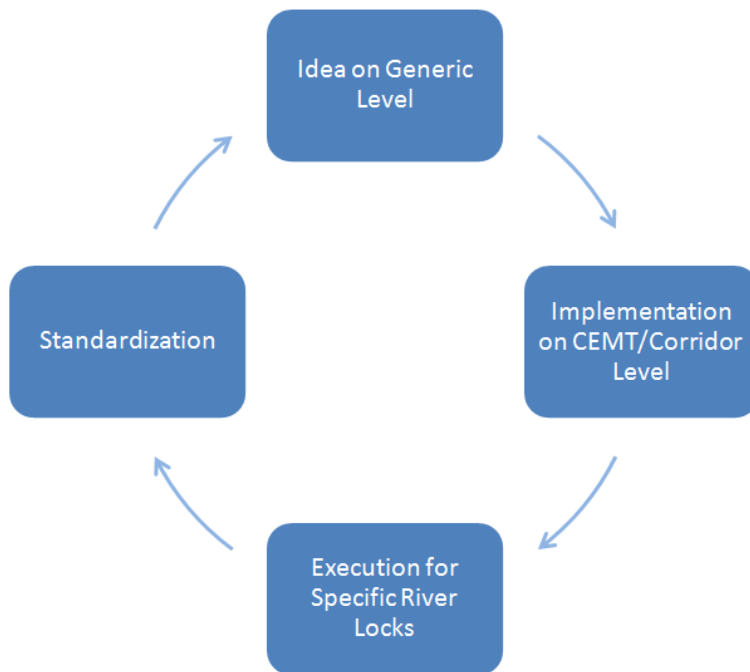 Idea on Generic
Level
Implementation
on CEMT/Corridor
Level
Execution for
Specific River
Locks
Standardization